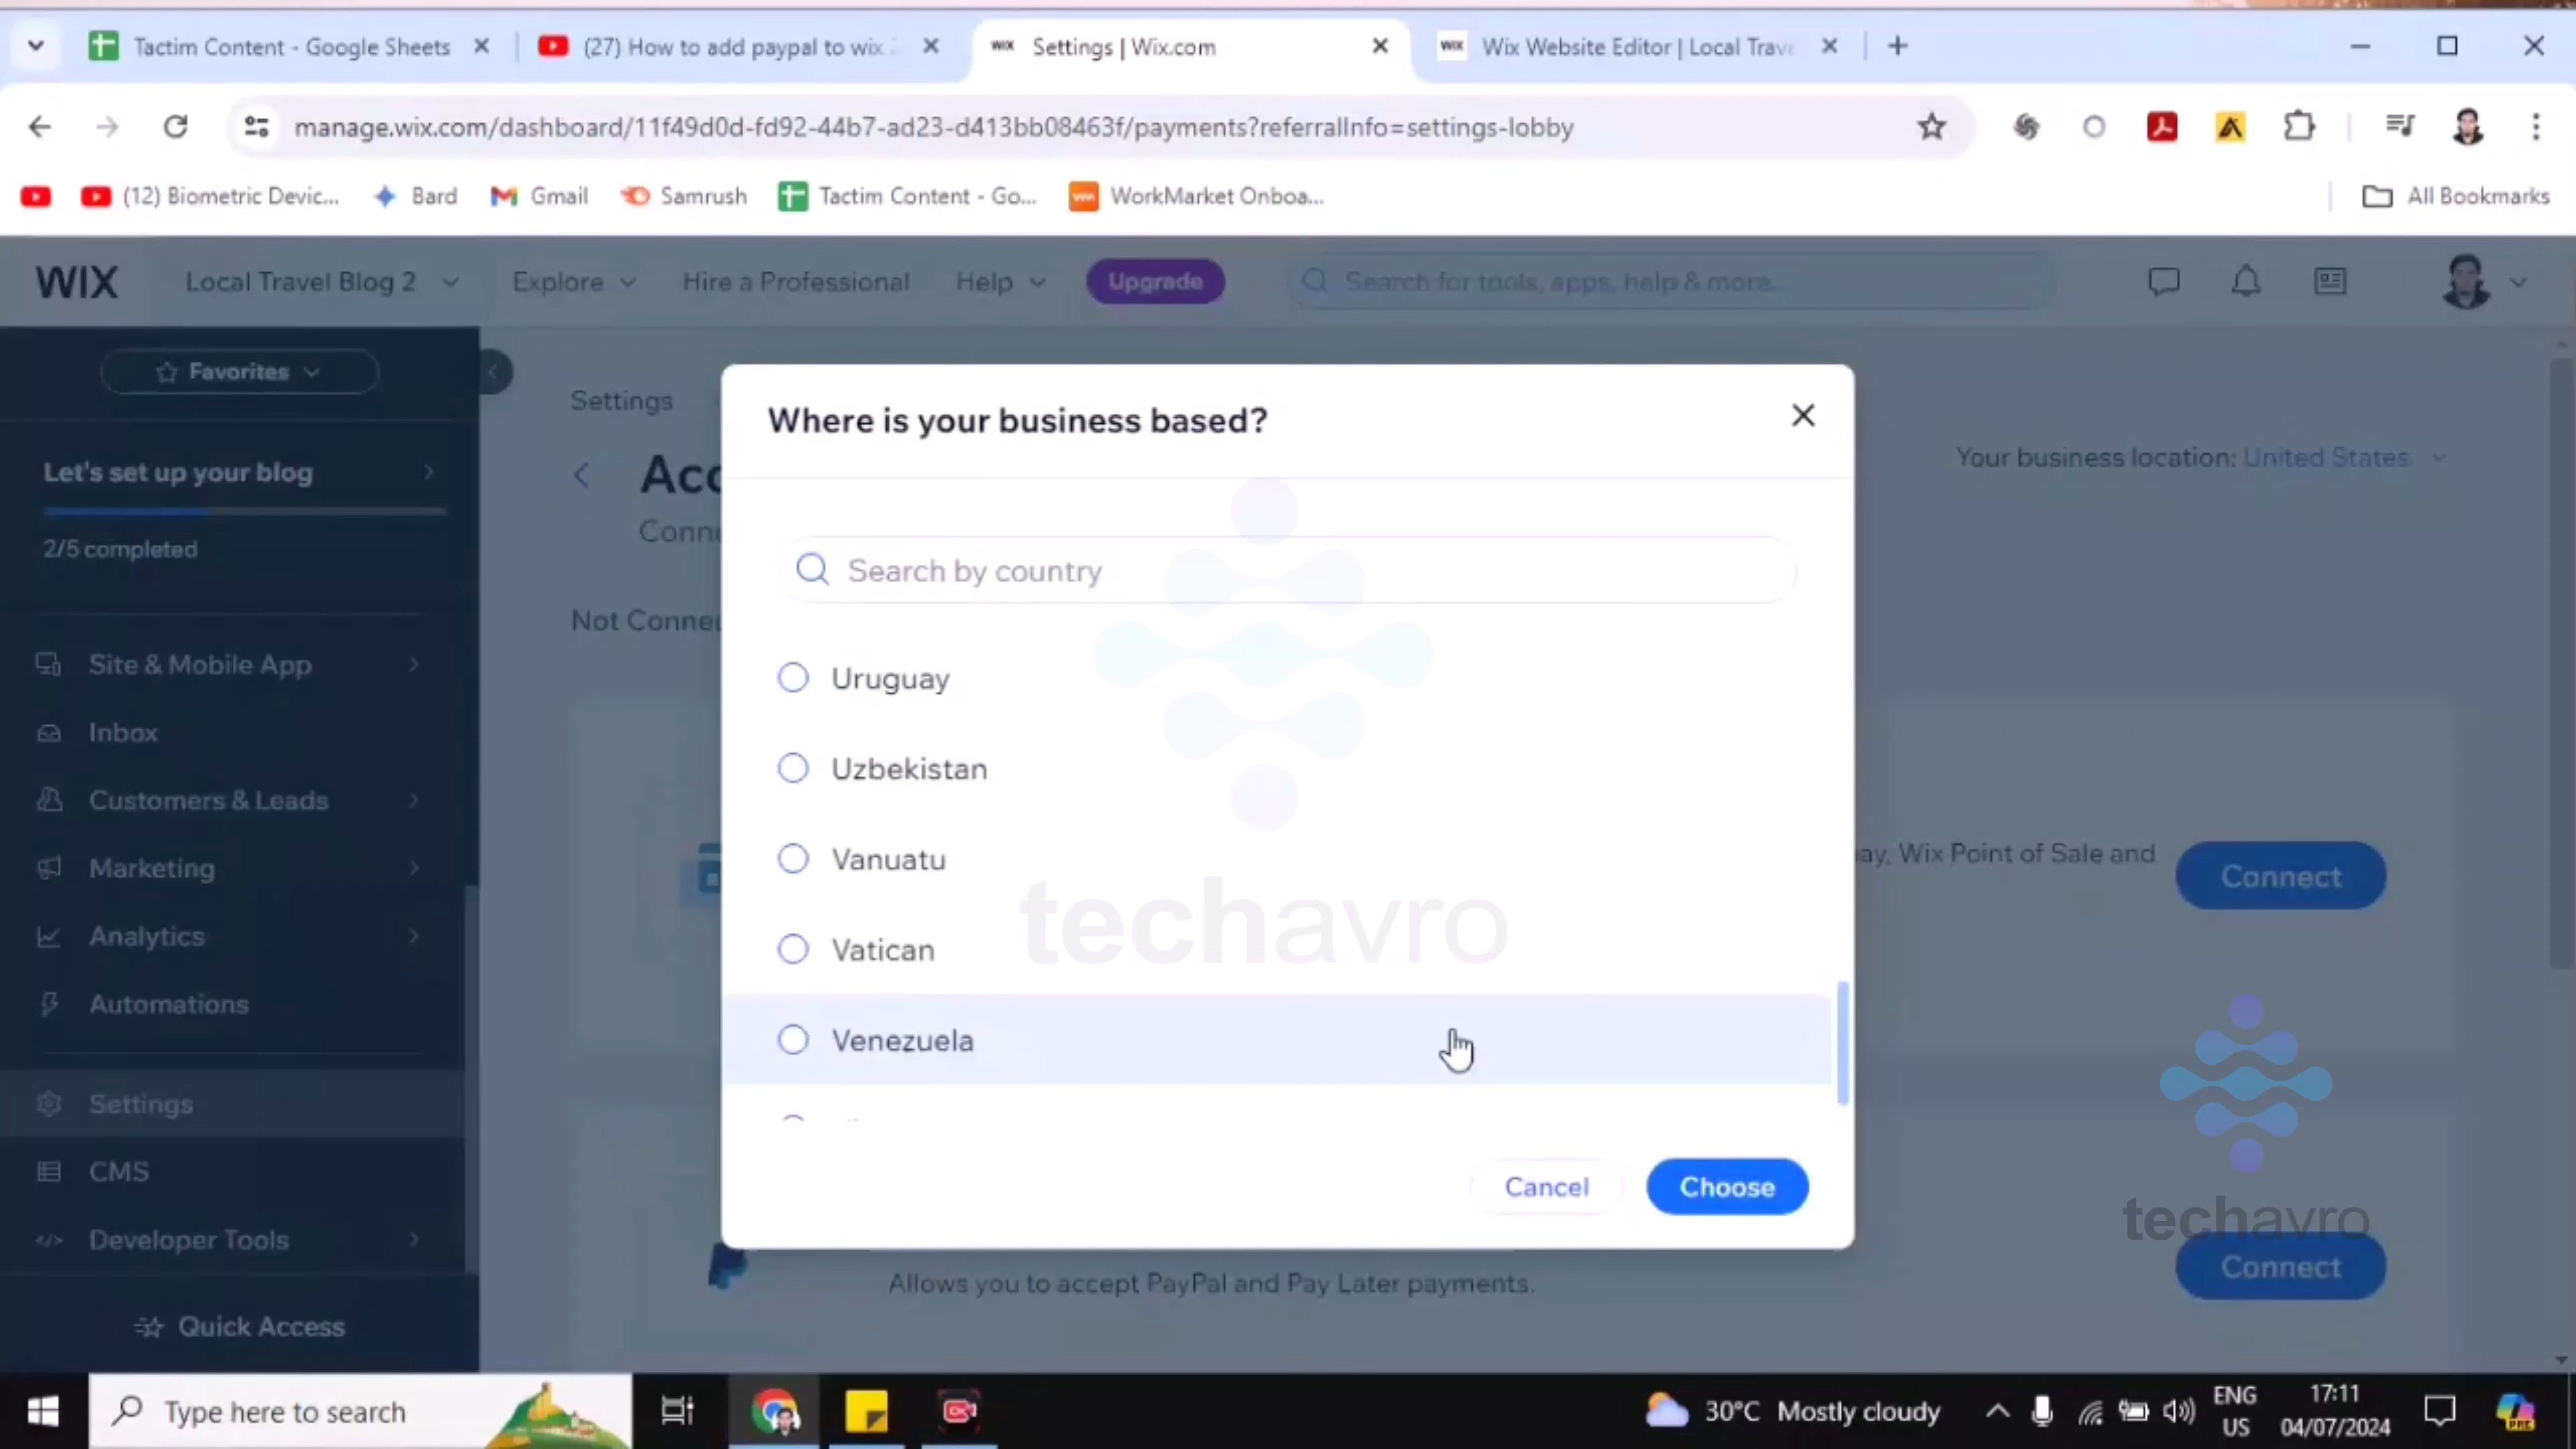 Tactim Content - Google Sheets
(27) How to add paypal to wix
WIX Settings | Wix.com
WIX Wix Website Editor | Local Trave
manage.wix.com/dashboard/11f49d0d-fd92-44b7-ad23-d413bb08463f/payments?referralInfo=settings-lobby
(12) Biometric Devic...
Bard
Gmail
Samrush
Tactim Content - Go...
WorkMarket Onboa...
All Bookmarks
WIX
Local Travel Blog 2
Explore
Hire a Professional
Help
Upgrade
Search for tools, apps, help & more...
Favorites
Let's set up your blog
2/5 completed
Site & Mobile App
Inbox
Customers & Leads
Marketing
Analytics
Automations
Settings
CMS
Developer Tools
Quick Access
Settings
Acc
Conn
Your business location: United States
Not Conne
Where is your business based?
Search by country
Uruguay
Uzbekistan
Vanuatu
Vatican
Venezuela
Cancel
Choose
techavro
ay, Wix Point of Sale and
Connect
techavro
Connect
Allows you to accept PayPal and Pay Later payments.
Type here to search
30°C Mostly cloudy
ENG
US
17:11
04/07/2024